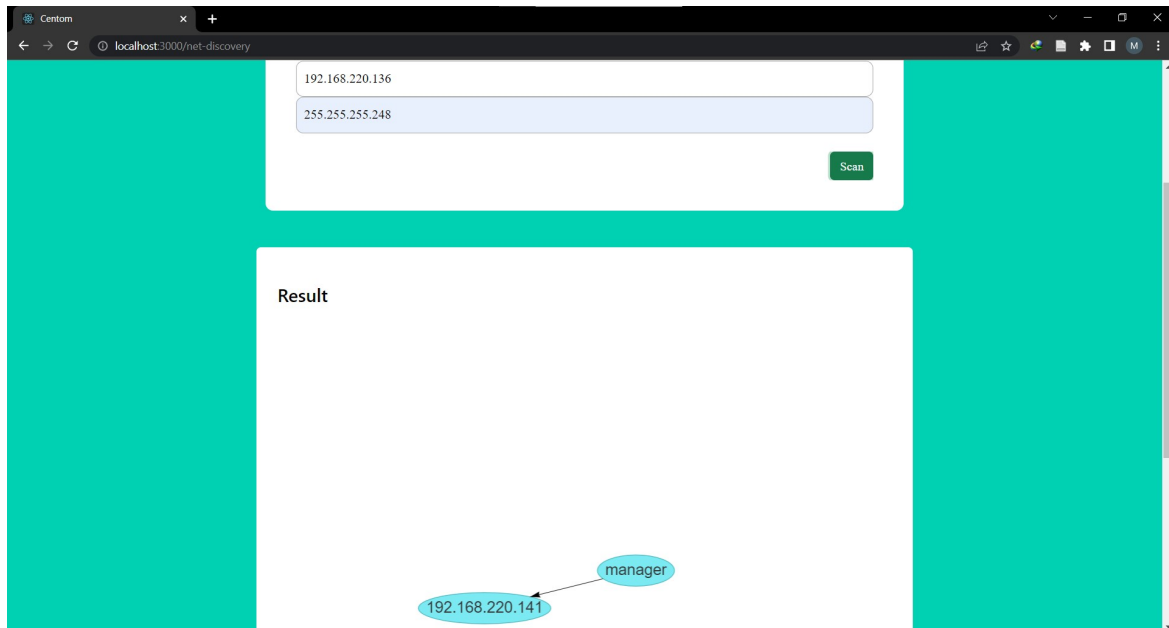 Centom
localhost:3000/net-discovery
M
192.168.220.136
255.255.255.248
Scan
Result
manager
192.168.220.141